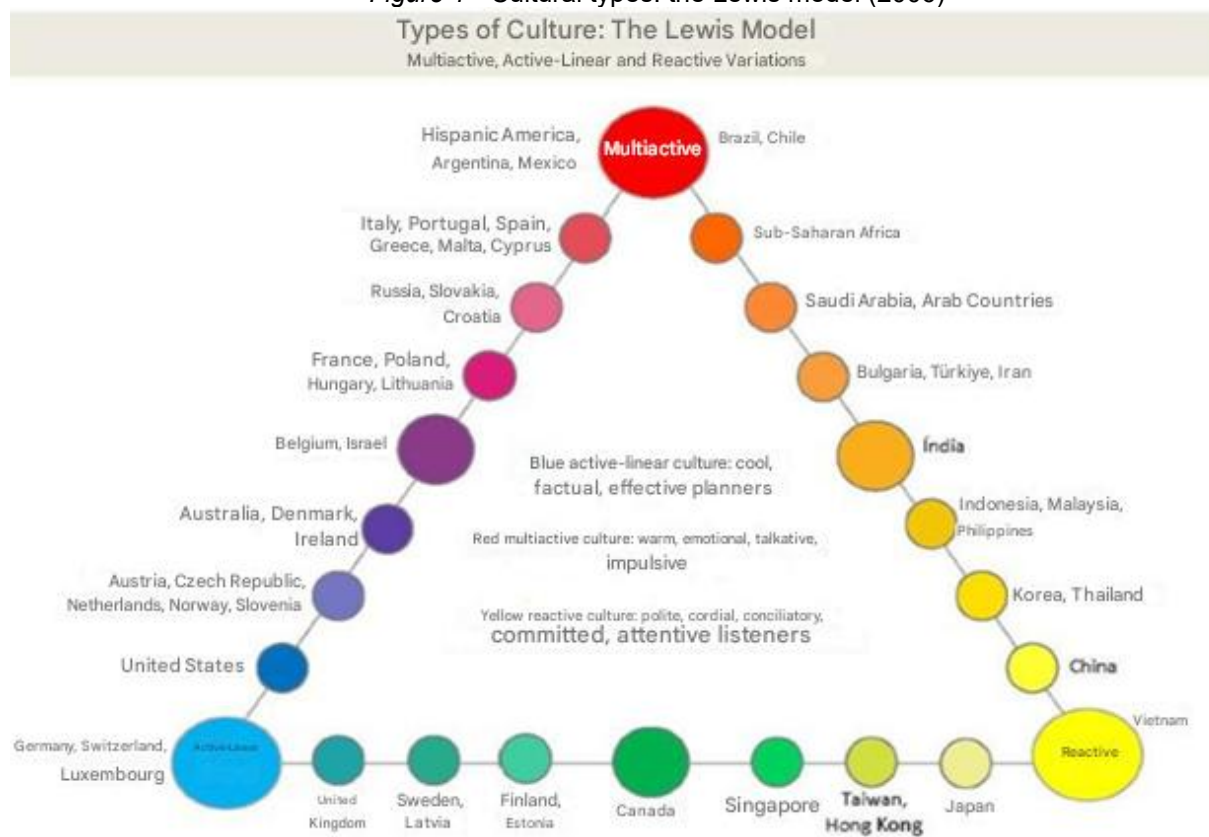 Types of Culture: The Lewis Model
Multiactive, Active-Linear and Reactive Variations
Hispanic America,
Argentina, Mexico
Multiactive
Brazil, Chile
Italy, Portugal, Spain,
Greece, Malta, Cyprus
Sub-Saharan Africa
Russia, Slovakia,
Croatia
Saudi Arabia, Arab Countries
France, Poland,
Hungary, Lithuania
Bulgaria, Türkiye, Iran
Belgium, Israel
Índia
Blue active-linear culture: cool,
factual, effective planners
Australia, Denmark,
Ireland
Indonesia, Malaysia,
Philippines
Red multiactive culture: warm, emotional, talkative,
impulsive
Austria, Czech Republic,
Netherlands, Norway, Slovenia
Korea, Thailand
Yellow reactive culture: polite, cordial, conciliatory,
committed, attentive listeners
United States
China
Germany, Switzerland,
Luxembourg
Active-Linear
Vietnam
Reactive
United
Kingdom
Sweden,
Latvia
Finland,
Estonia
Canada
Singapore
Taiwan,
Hong Kong
Japan